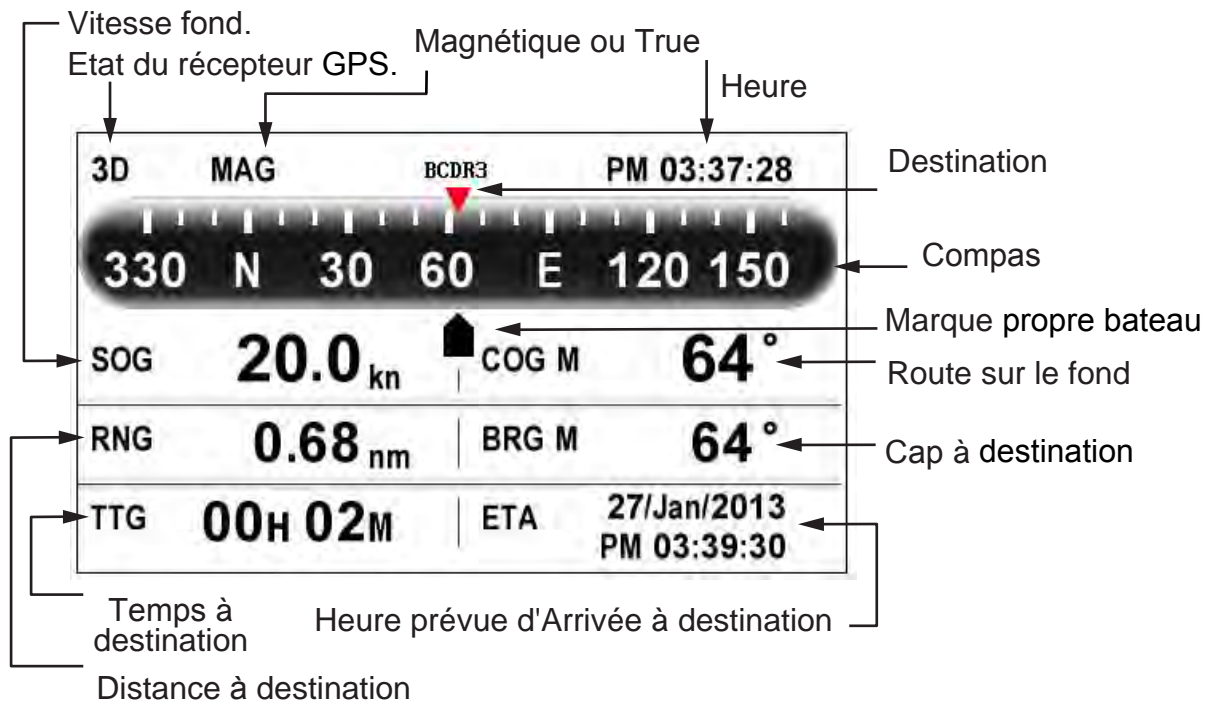 Vitesse fond.
Etat du récepteur GPS.
Magnétique ou True
Heure
3D MAG BCDR3 PM 03:37:28
Destination
330 N 30 60 E 120 150
Compas
Marque propre bateau
SOG 20.0 kn COG M 64°
Route sur le fond
RNG 0.68 nm BRG M 64°
Cap à destination
TTG 00H 02M ETA 27/Jan/2013
PM 03:39:30
Temps à
destination
Heure prévue d'Arrivée à destination
Distance à destination